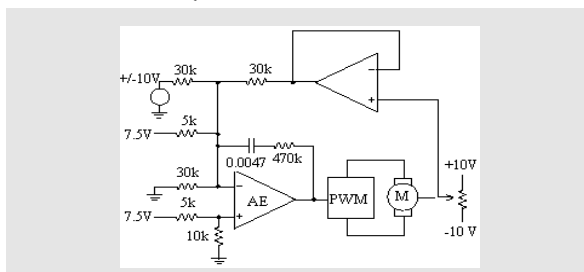 +/-10V 30k 30k
-
+
5k
7.5V
0.0047 470k
30k
-
AE
7.5V 5k
+
10k
PWM
M
+10V
-10 V